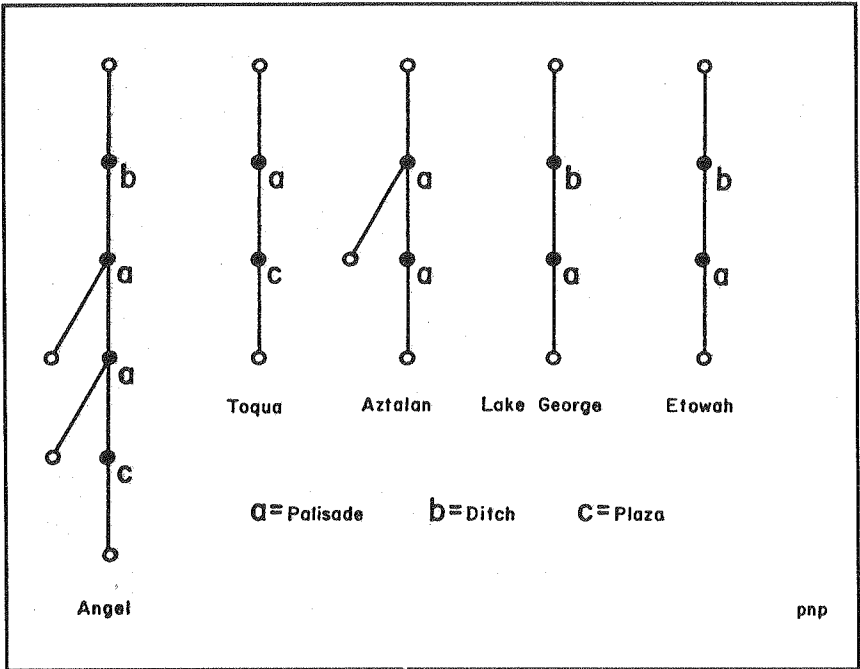 b
a
b
b
a
a
c
a
a
a
a
Toqua
Aztalan
Lake George
Etowah
c
a=Palisade
b=Ditch
c=Plaza
Angel
pnp